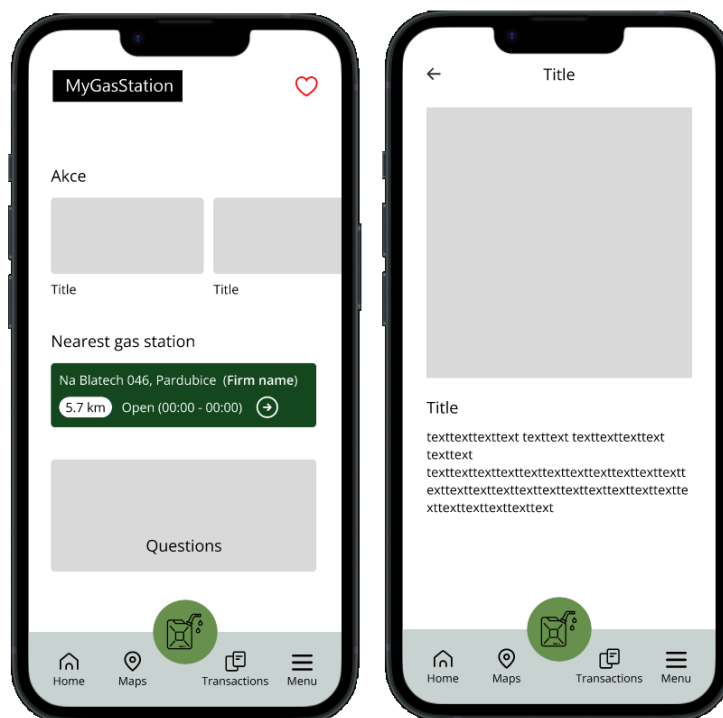 MyGasStation
Akce
Title
Title
Nearest gas station
Na Blatech 046, Pardubice (Firm name)
5.7 km Open (00:00 - 00:00)
Questions
Home
Maps
Transactions
Menu
Title
Title
texttexttexttext texttext texttexttexttext
texttext
texttexttexttexttexttexttexttexttexttextt
exttexttexttexttexttexttexttexttexttextte
xttexttexttexttexttext
Home
Maps
Transactions
Menu